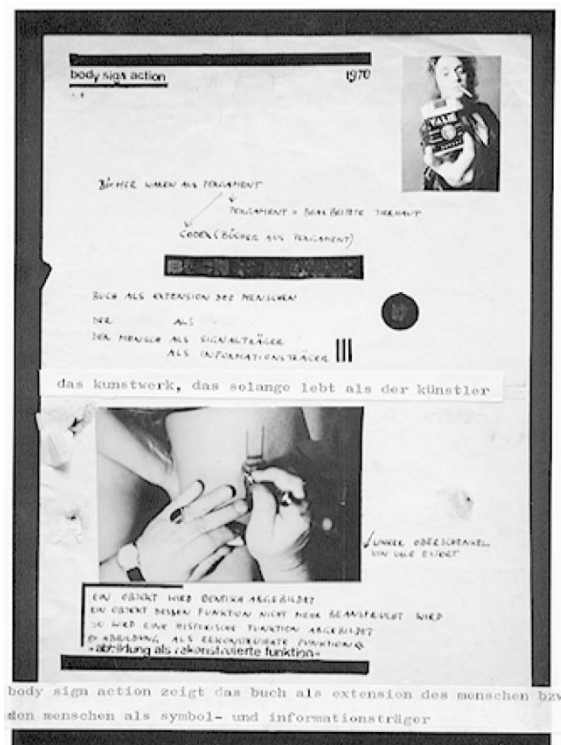 body sign action 1970
VALIE
EXPORT
BÜCHER WAREN AUS PERGAMENT
PERGAMENT = BEARBEITETE TIERHAUT
CODEX (BÜCHER AUS PERGAMENT)
BUCH ALS EXTENSION DES MENSCHEN
DER ALS
DEN MENSCH ALS SIGNALTRÄGER
ALS INFORMATIONSTRÄGER
das kunstwerk, das solange lebt als der künstler
LINKER OBERSCHENKEL
VON VALIE EXPORT
EIN OBJEKT WIRD ABGEBILDET
EIN OBJEKT DESSEN FUNKTION NICHT MEHR BEANSPRUCHT WIRD
SO WIRD EINE HISTORISCHE FUNKTION ABGEBILDET
ABBILDUNG ALS REKONSTRUIERTE FUNKTION
»abbildung als rekonstruierte funktion«
body sign action zeigt das buch als extension des menschen bzw
den menschen als symbol- und informationsträger